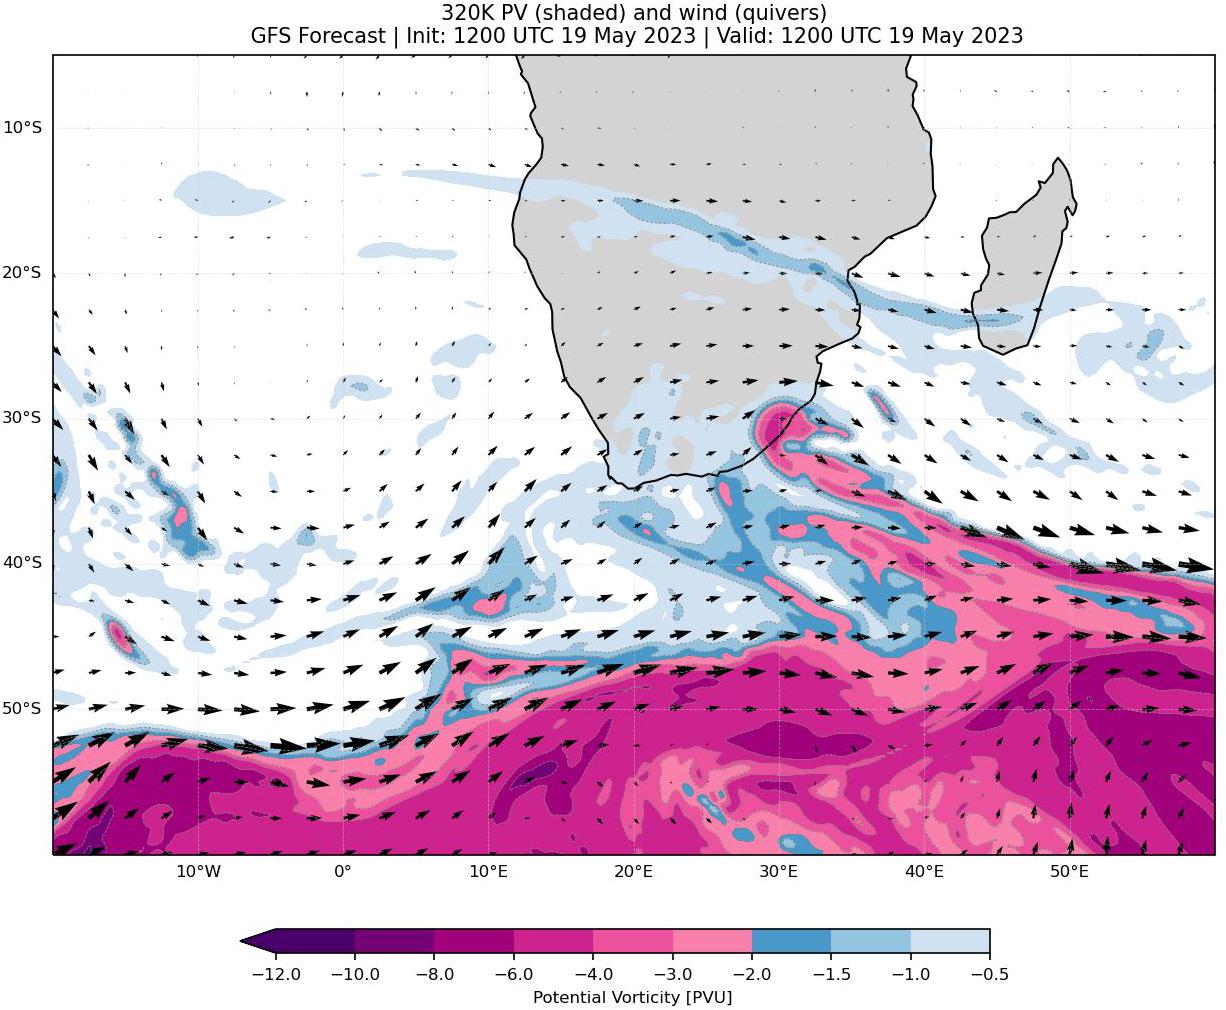 320K PV (shaded) and wind (quivers)
GFS Forecast | Init: 1200 UTC 19 May 2023 | Valid: 1200 UTC 19 May 2023
10°S
20°S
30°S
40°S
50°S
10°W 0° 10°E 20°E 30°E 40°E 50°E
−12.0 −10.0 −8.0 −6.0 −4.0 −3.0 −2.0 −1.5 −1.0 −0.5
Potential Vorticity [PVU]